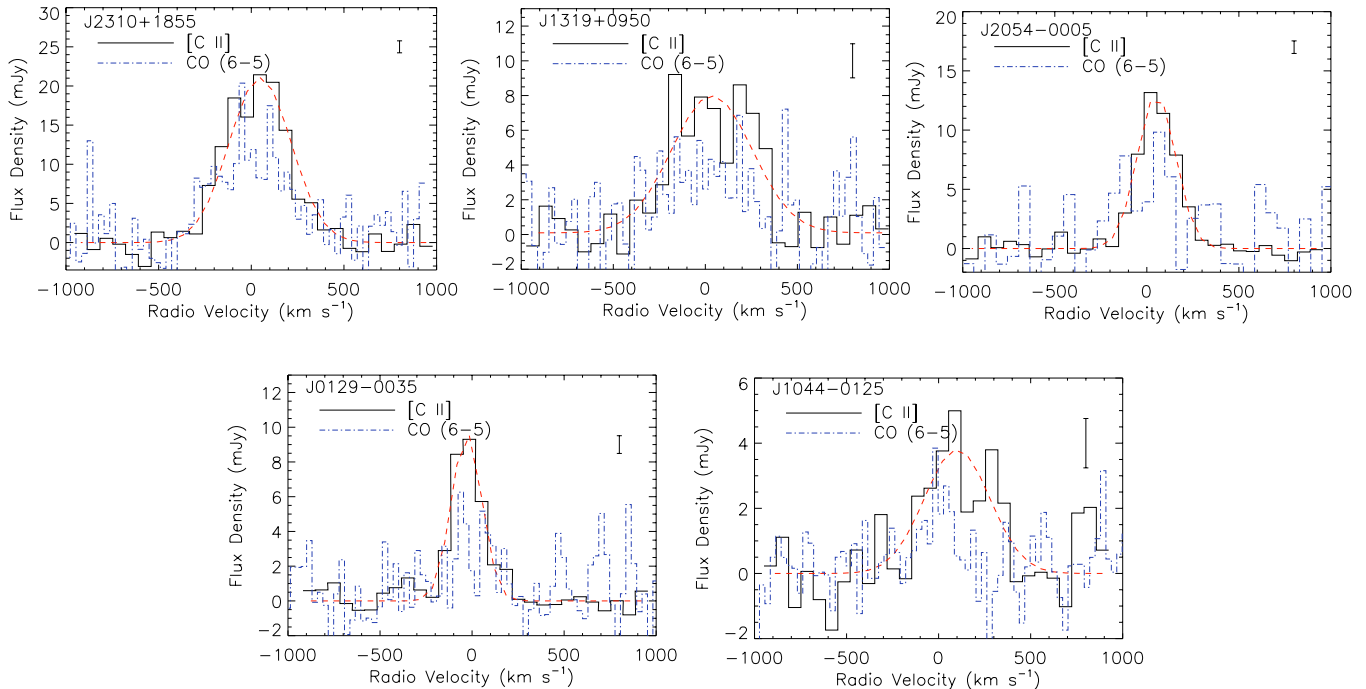 J2310+1855
[C II]
CO (6−5)
Flux Density (mJy)
30
25
20
15
10
5
0
−1000
−500
0
500
1000
Radio Velocity (km s⁻¹)
J1319+0950
[C II]
CO (6−5)
Flux Density (mJy)
12
10
8
6
4
2
0
−2
−1000
−500
0
500
1000
Radio Velocity (km s⁻¹)
J2054−0005
[C II]
CO (6−5)
Flux Density (mJy)
20
15
10
5
0
−1000
−500
0
500
1000
Radio Velocity (km s⁻¹)
J0129−0035
[C II]
CO (6−5)
Flux Density (mJy)
12
10
8
6
4
2
0
−2
−1000
−500
0
500
1000
Radio Velocity (km s⁻¹)
J1044−0125
[C II]
CO (6−5)
Flux Density (mJy)
6
4
2
0
−2
−1000
−500
0
500
1000
Radio Velocity (km s⁻¹)